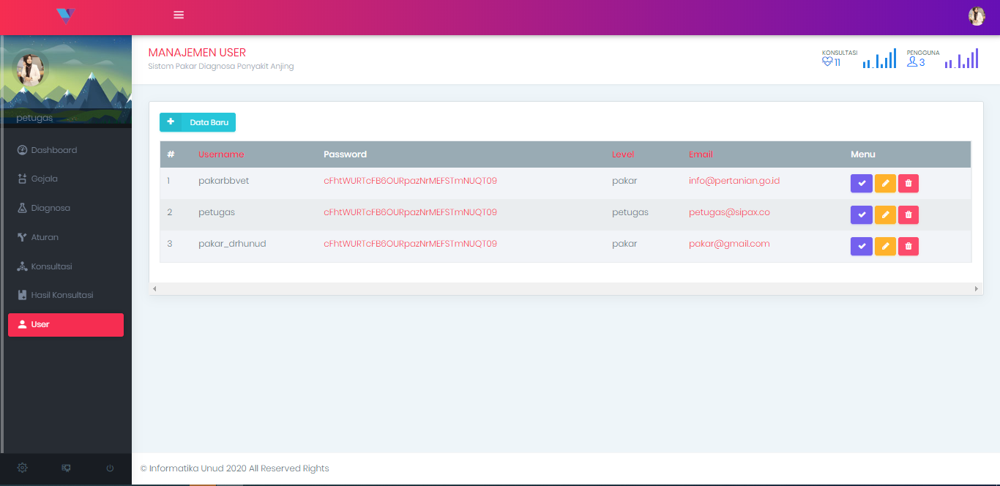 MANAJEMEN USER
Sistem Pakar Diagnosa Penyakit Anjing
KONSULTASI
11
PENGGUNA
3
petugas
Dashboard
Gejala
Diagnosa
Aturan
Konsultasi
Hasil Konsultasi
User
Data Baru
# Username Password Level Email Menu
1 pakarbbvet cFhtWURTcFB6OURpazNrMEFSTmNUQT09 pakar info@pertanian.go.id
2 petugas cFhtWURTcFB6OURpazNrMEFSTmNUQT09 petugas petugas@sipax.co
3 pakar_drhunud cFhtWURTcFB6OURpazNrMEFSTmNUQT09 pakar pakar@gmail.com
© Informatika Unud 2020 All Reserved Rights